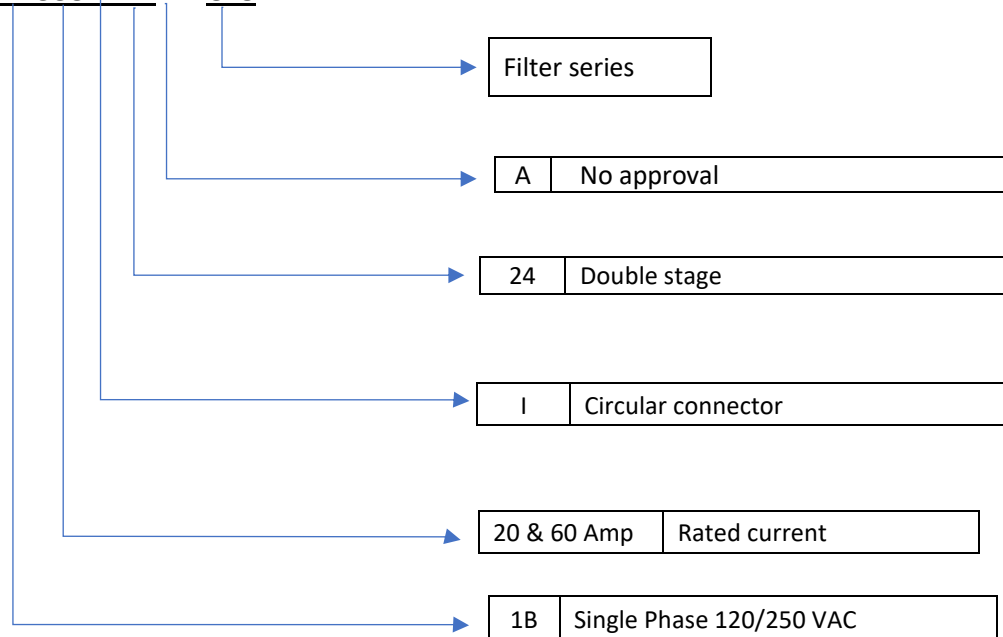 Filter series
A No approval
24 Double stage
I Circular connector
20 & 60 Amp Rated current
1B Single Phase 120/250 VAC